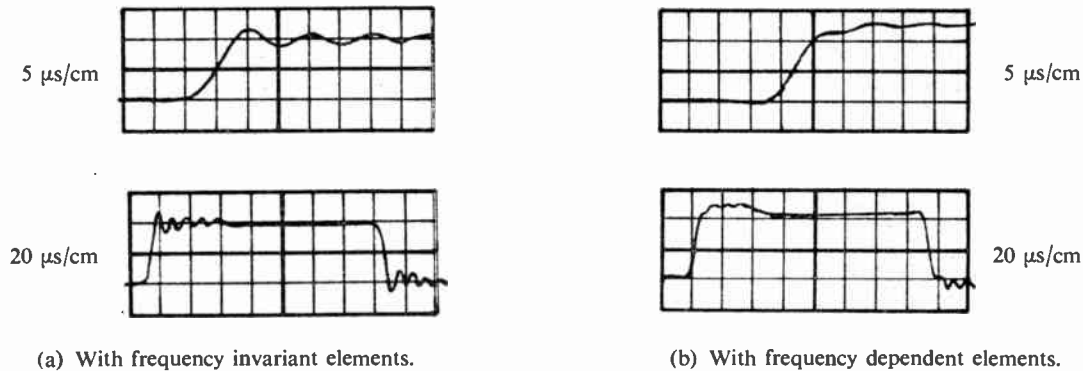 5 μs/cm
5 μs/cm
20 μs/cm
20 μs/cm
(a) With frequency invariant elements.
(b) With frequency dependent elements.